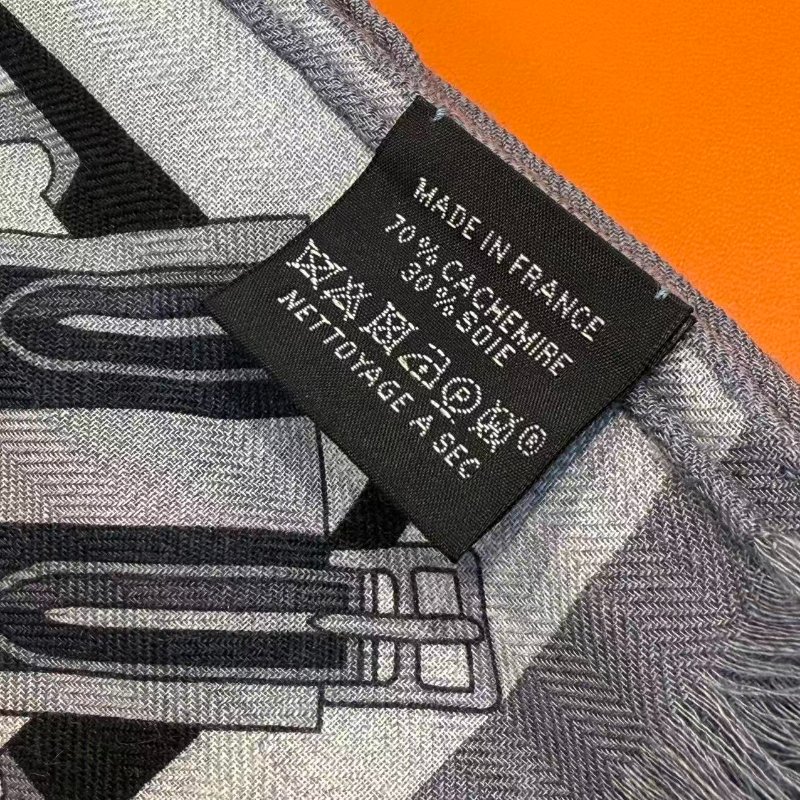 MADE IN FRANCE
70% CACHEMIRE
30% SOIE
P W
NETTOYAGE A SEC